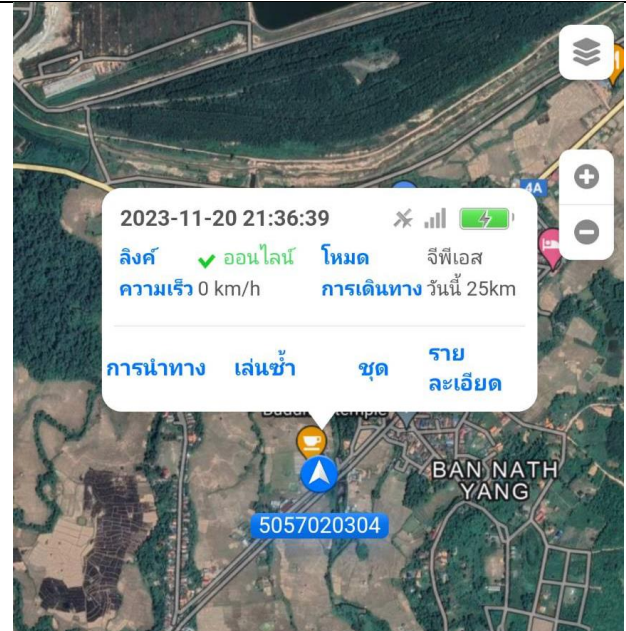 4A
2023-11-20 21:36:39
ลิงค์ ออนไลน์ โหมด จีพีเอส
ความเร็ว 0 km/h การเดินทาง วันนี้ 25km
การนำทาง เล่นซ้ำ ชุด ราย
ละเอียด
BAN NATH
YANG
5057020304